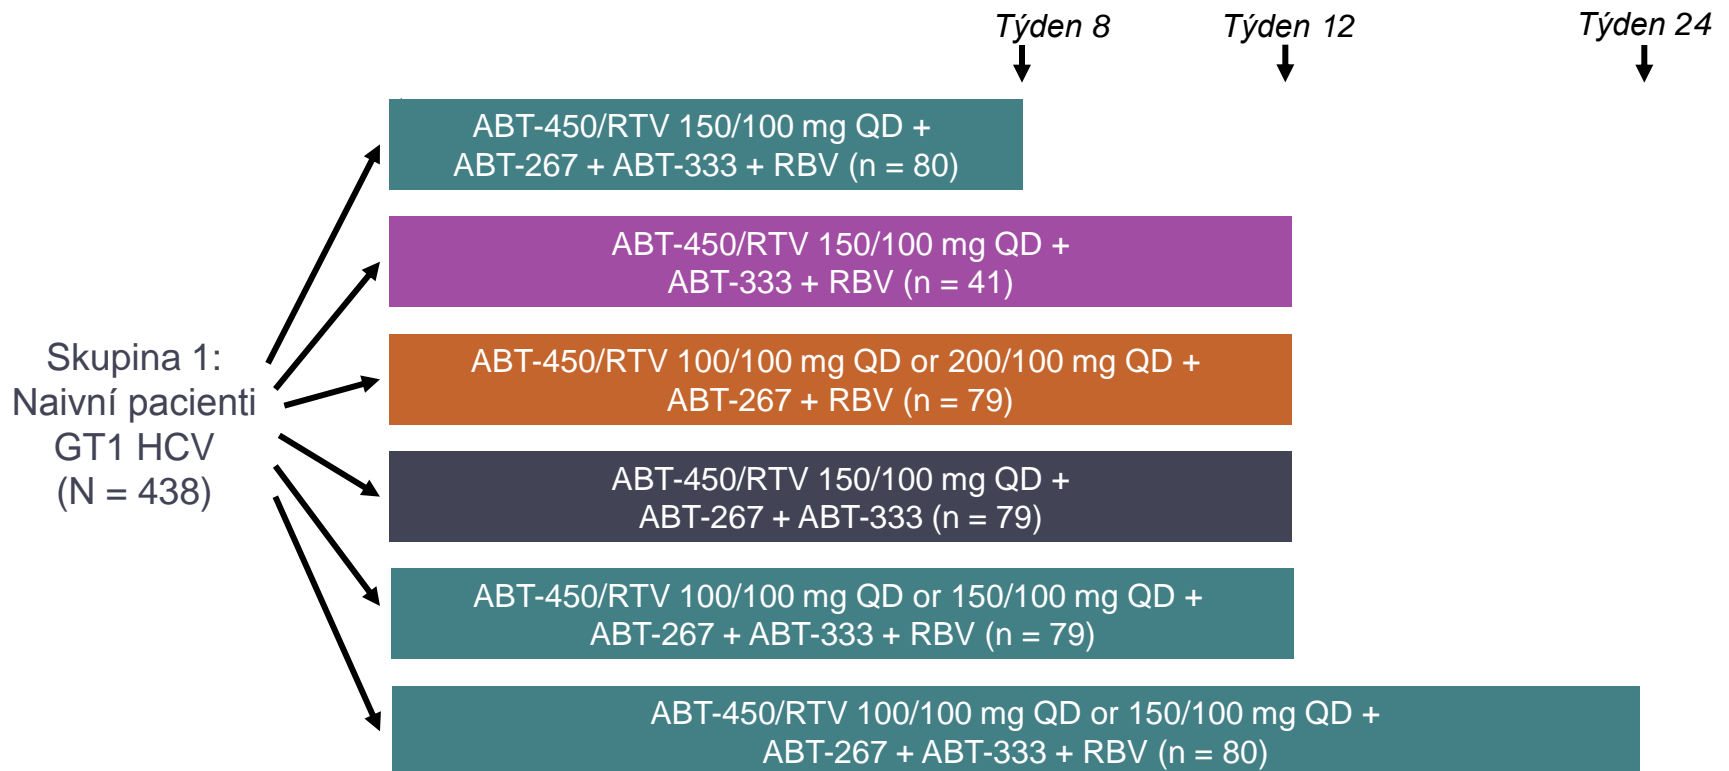 Týden 8
Týden 12
Týden 24
ABT-450/RTV 150/100 mg QD +
ABT-267 + ABT-333 + RBV (n = 80)
ABT-450/RTV 150/100 mg QD +
ABT-333 + RBV (n = 41)
Skupina 1:
Naivní pacienti
GT1 HCV
(N = 438)
ABT-450/RTV 100/100 mg QD or 200/100 mg QD +
ABT-267 + RBV (n = 79)
ABT-450/RTV 150/100 mg QD +
ABT-267 + ABT-333 (n = 79)
ABT-450/RTV 100/100 mg QD or 150/100 mg QD +
ABT-267 + ABT-333 + RBV (n = 79)
ABT-450/RTV 100/100 mg QD or 150/100 mg QD +
ABT-267 + ABT-333 + RBV (n = 80)